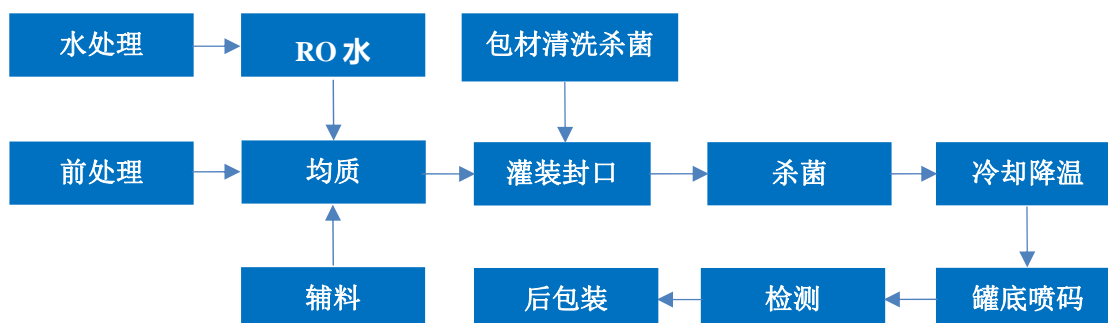 水处理
RO 水
包材清洗杀菌
前处理
均质
灌装封口
杀菌
冷却降温
辅料
后包装
检测
罐底喷码